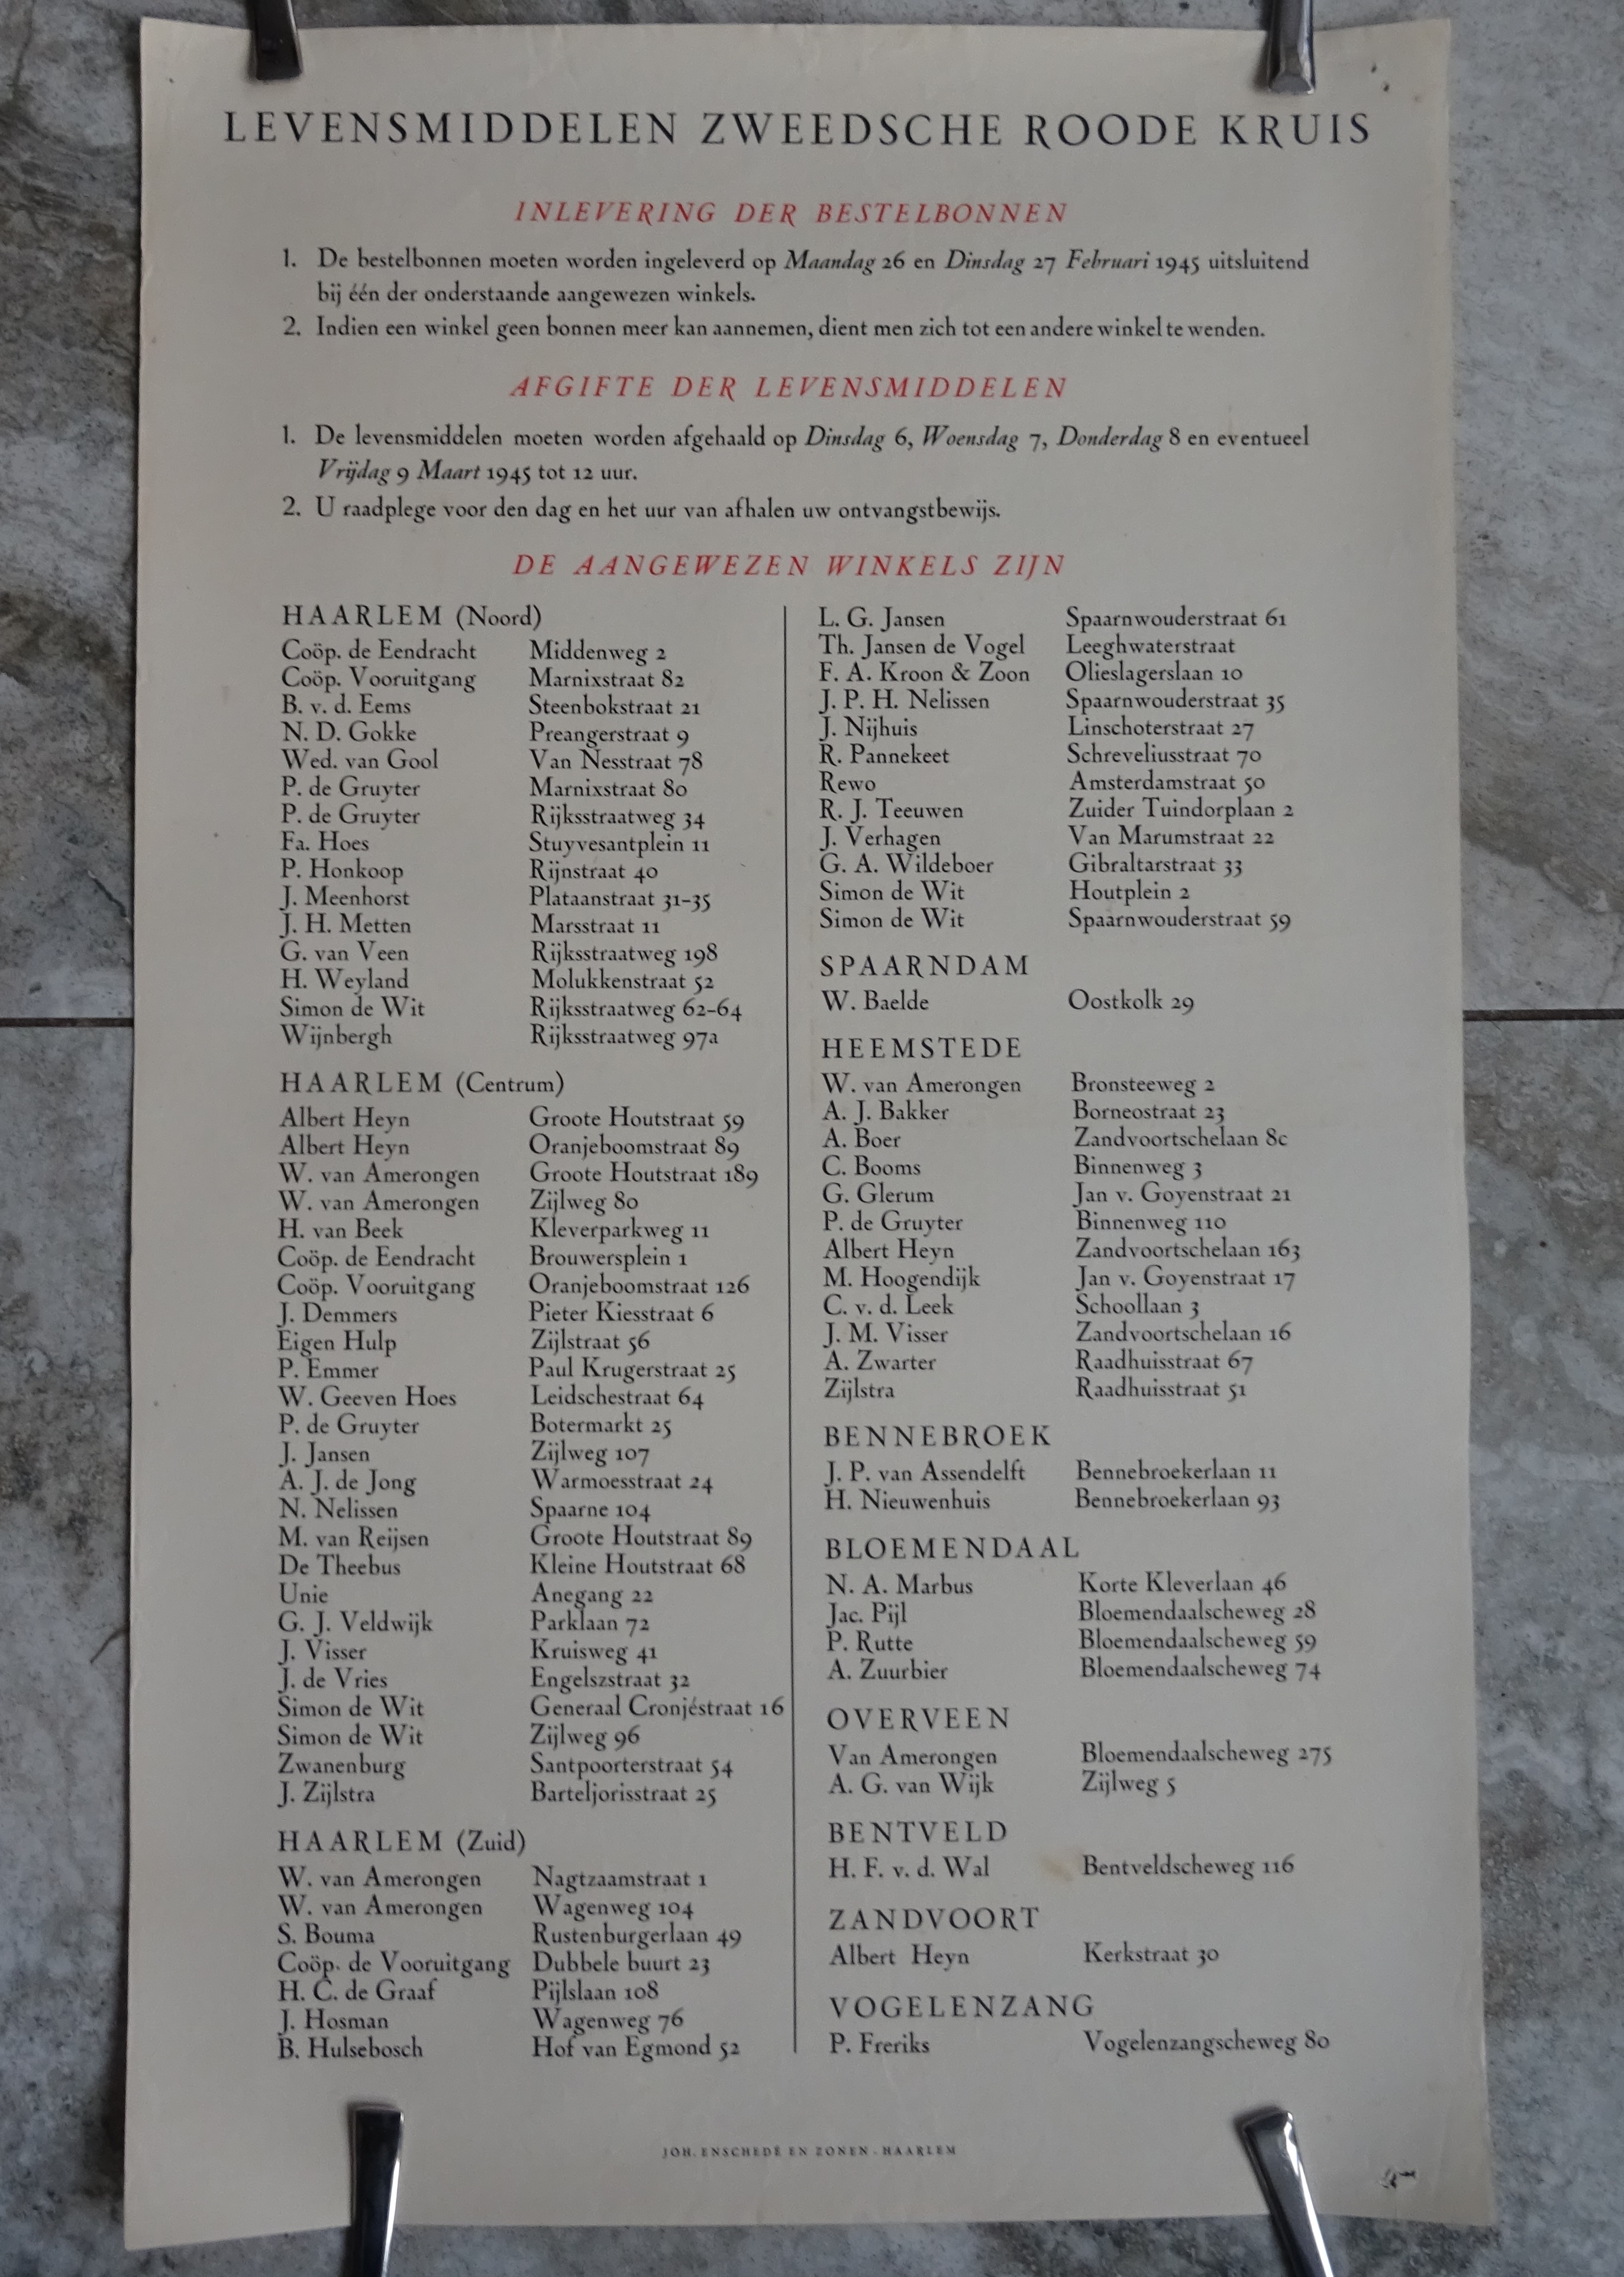 LEVENSMIDDELEN ZWEEDSCHE ROODE KRUIS
INLEVERING DER BESTELBONNEN
1. De bestelbonnen moeten worden ingeleverd op Maandag 26 en Dinsdag 27 Februari 1945 uitsluitend
bij één der onderstaande aangewezen winkels.
2. Indien een winkel geen bonnen meer kan aannemen, dient men zich tot een andere winkel te wenden.
AFGIFTE DER LEVENSMIDDELEN
1. De levensmiddelen moeten worden afgehaald op Dinsdag 6, Woensdag 7, Donderdag 8 en eventueel
Vrijdag 9 Maart 1945 tot 12 uur.
2. U raadplege voor den dag en het uur van afhalen uw ontvangstbewijs.
DE AANGEWEZEN WINKELS ZIJN
HAARLEM (Noord)
Coöp. de Eendracht Middenweg 2
Coöp. Vooruitgang Marnixstraat 82
B. v. d. Eems Steenbokstraat 21
N. D. Gokke Preangerstraat 9
Wed. van Gool Van Nesstraat 78
P. de Gruyter Marnixstraat 80
P. de Gruyter Rijksstraatweg 34
Fa. Hoes Stuyvesantplein 11
P. Honkoop Rijnstraat 40
J. Meenhorst Plataanstraat 31-35
J. H. Metten Marsstraat 11
G. van Veen Rijksstraatweg 198
H. Weyland Molukkenstraat 52
Simon de Wit Rijksstraatweg 62-64
Wijnbergh Rijksstraatweg 97a
HAARLEM (Centrum)
Albert Heyn Groote Houtstraat 59
Albert Heyn Oranjeboomstraat 89
W. van Amerongen Groote Houtstraat 189
W. van Amerongen Zijlweg 80
H. van Beek Kleverparkweg 11
Coöp. de Eendracht Brouwersplein 1
Coöp. Vooruitgang Oranjeboomstraat 126
J. Demmers Pieter Kiesstraat 6
Eigen Hulp Zijlstraat 56
P. Emmer Paul Krugerstraat 25
W. Geeven Hoes Leidschestraat 64
P. de Gruyter Botermarkt 25
J. Jansen Zijlweg 107
A. J. de Jong Warmoesstraat 24
N. Nelissen Spaarne 104
M. van Reijsen Groote Houtstraat 89
De Theebus Kleine Houtstraat 68
Unie Anegang 22
G. J. Veldwijk Parklaan 72
J. Visser Kruisweg 41
J. de Vries Engelszstraat 32
Simon de Wit Generaal Cronjéstraat 16
Simon de Wit Zijlweg 96
Zwanenburg Santpoorterstraat 54
J. Zijlstra Barteljorisstraat 25
HAARLEM (Zuid)
W. van Amerongen Nagtzaamstraat 1
W. van Amerongen Wagenweg 104
S. Bouma Rustenburgerlaan 49
Coöp. de Vooruitgang Dubbele buurt 23
H. C. de Graaf Pijlslaan 108
J. Hosman Wagenweg 76
B. Hulsebosch Hof van Egmond 52
L. G. Jansen Spaarnwouderstraat 61
Th. Jansen de Vogel Leeghwaterstraat
F. A. Kroon & Zoon Olieslagerslaan 10
J. P. H. Nelissen Spaarnwouderstraat 35
J. Nijhuis Linschoterstraat 27
R. Pannekeet Schreveliusstraat 70
Rewo Amsterdamstraat 50
R. J. Teeuwen Zuider Tuindorplaan 2
J. Verhagen Van Marumstraat 22
G. A. Wildeboer Gibraltarstraat 33
Simon de Wit Houtplein 2
Simon de Wit Spaarnwouderstraat 59
SPAARNDAM
W. Baelde Oostkolk 29
HEEMSTEDE
W. van Amerongen Bronsteeweg 2
A. J. Bakker Borneostraat 23
A. Boer Zandvoortschelaan 8c
C. Booms Binnenweg 3
G. Glerum Jan v. Goyenstraat 21
P. de Gruyter Binnenweg 110
Albert Heyn Zandvoortschelaan 163
M. Hoogendijk Jan v. Goyenstraat 17
C. v. d. Leek Schoollaan 3
J. M. Visser Zandvoortschelaan 16
A. Zwarter Raadhuisstraat 67
Zijlstra Raadhuisstraat 51
BENNEBROEK
J. P. van Assendelft Bennebroekerlaan 11
H. Nieuwenhuis Bennebroekerlaan 93
BLOEMENDAAL
N. A. Marbus Korte Kleverlaan 46
Jac. Pijl Bloemendaalscheweg 28
P. Rutte Bloemendaalscheweg 59
A. Zuurbier Bloemendaalscheweg 74
OVERVEEN
Van Amerongen Bloemendaalscheweg 275
A. G. van Wijk Zijlweg 5
BENTVELD
H. F. v. d. Wal Bentveldscheweg 116
ZANDVOORT
Albert Heyn Kerkstraat 30
VOGELENZANG
P. Freriks Vogelenzangscheweg 80
JOH. ENSCHEDÉ EN ZONEN . HAARLEM